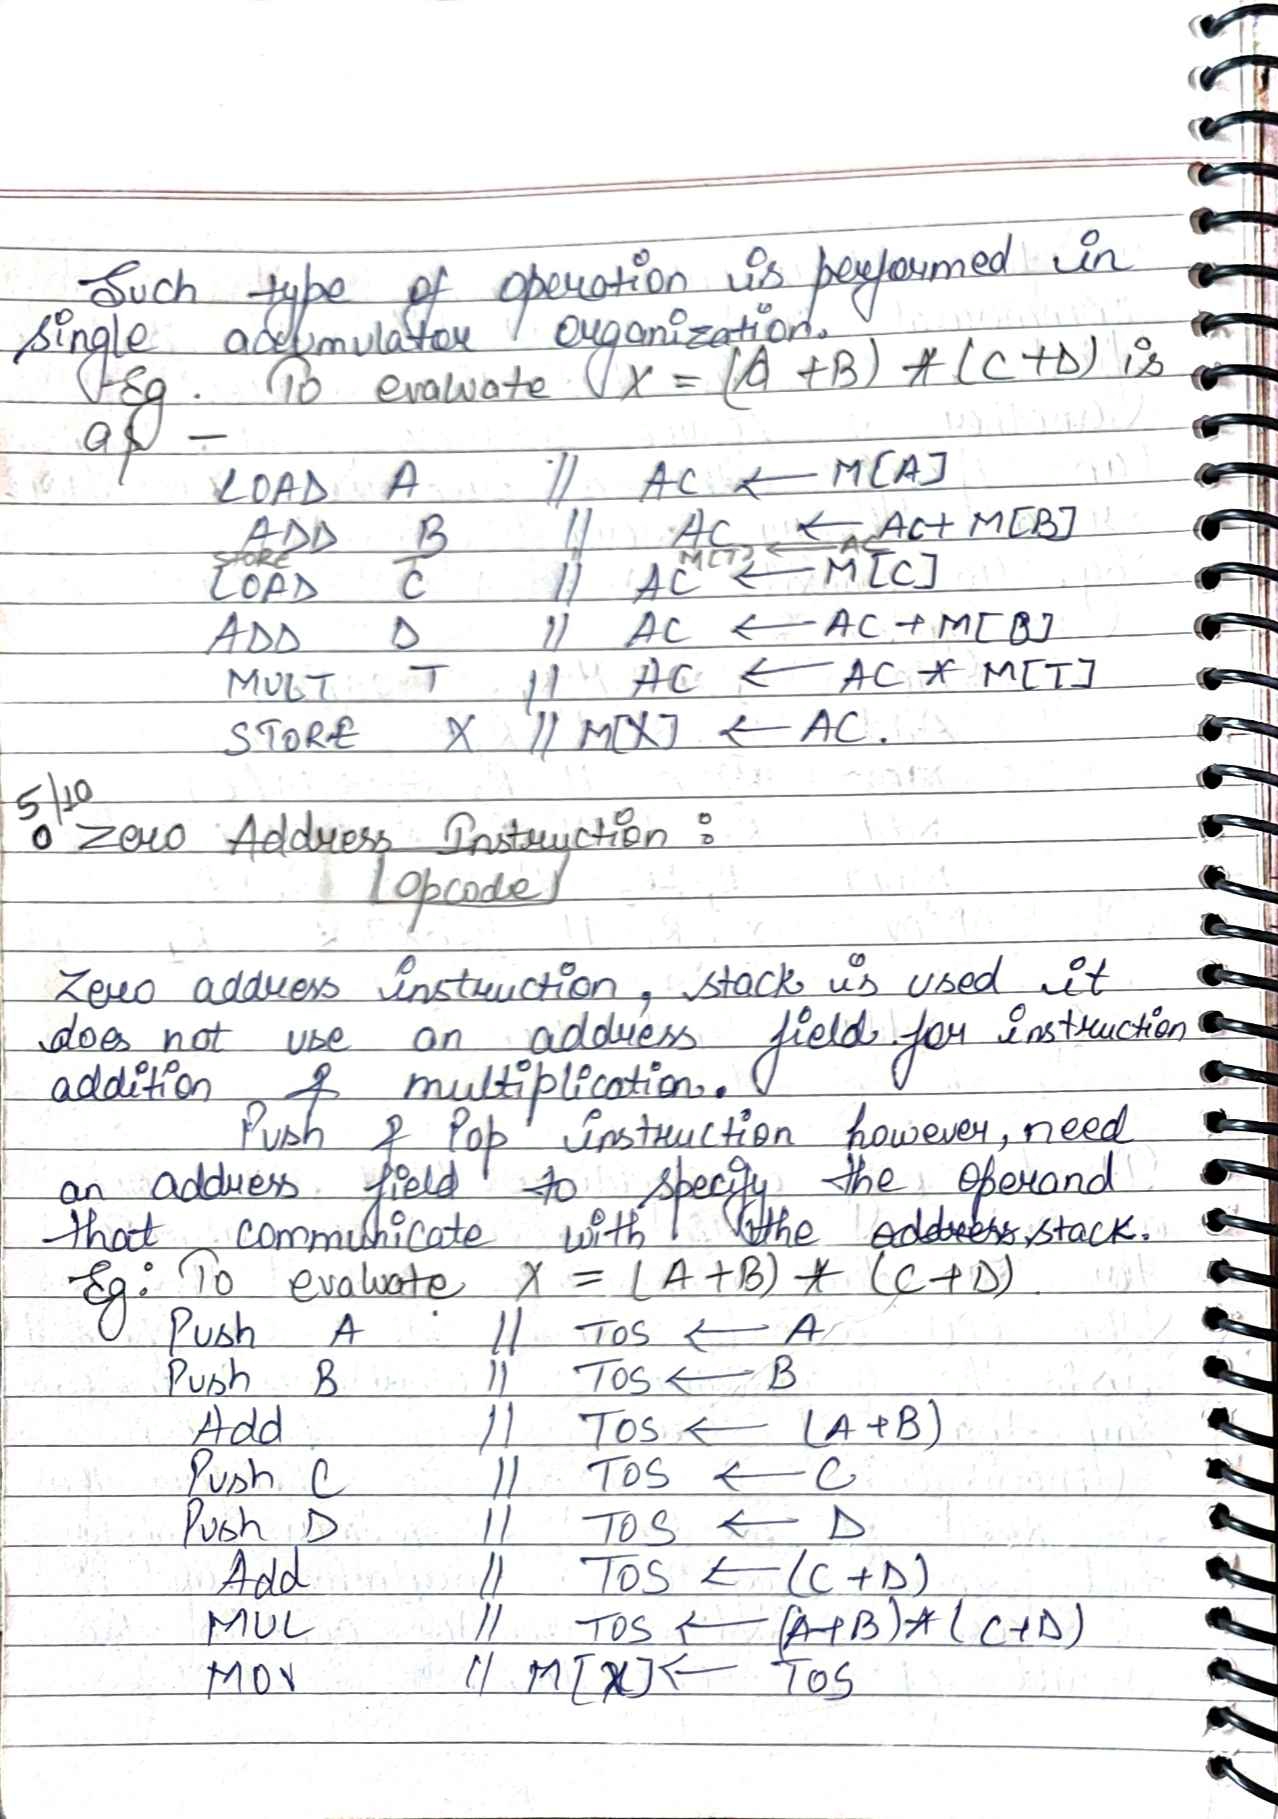 Such type of operation is performed in
single accumulator organization.
Eg. To evaluate X = (A + B) * (C + D) is
as —
LOAD A // AC ← M[A]
ADD B // AC ← AC + M[B]
STORE T M[T] ← AC
LOAD C // AC ← M[C]
ADD D // AC ← AC + M[D]
MULT T // AC ← AC * M[T]
STORE X // M[X] ← AC.
5/10
• Zero Address Instruction :
[Opcode]
Zero address instruction, stack is used it
does not use an address field for instruction
addition & multiplication.
Push & Pop instruction however, need
an address field to specify the operand
that communicate with the address stack.
Eg: To evaluate X = (A+B) * (C+D)
Push A // TOS ← A
Push B // TOS ← B
Add // TOS ← (A+B)
Push C // TOS ← C
Push D // TOS ← D
Add // TOS ← (C+D)
MUL // TOS ← (A+B)*(C+D)
MOV // M[X] ← TOS